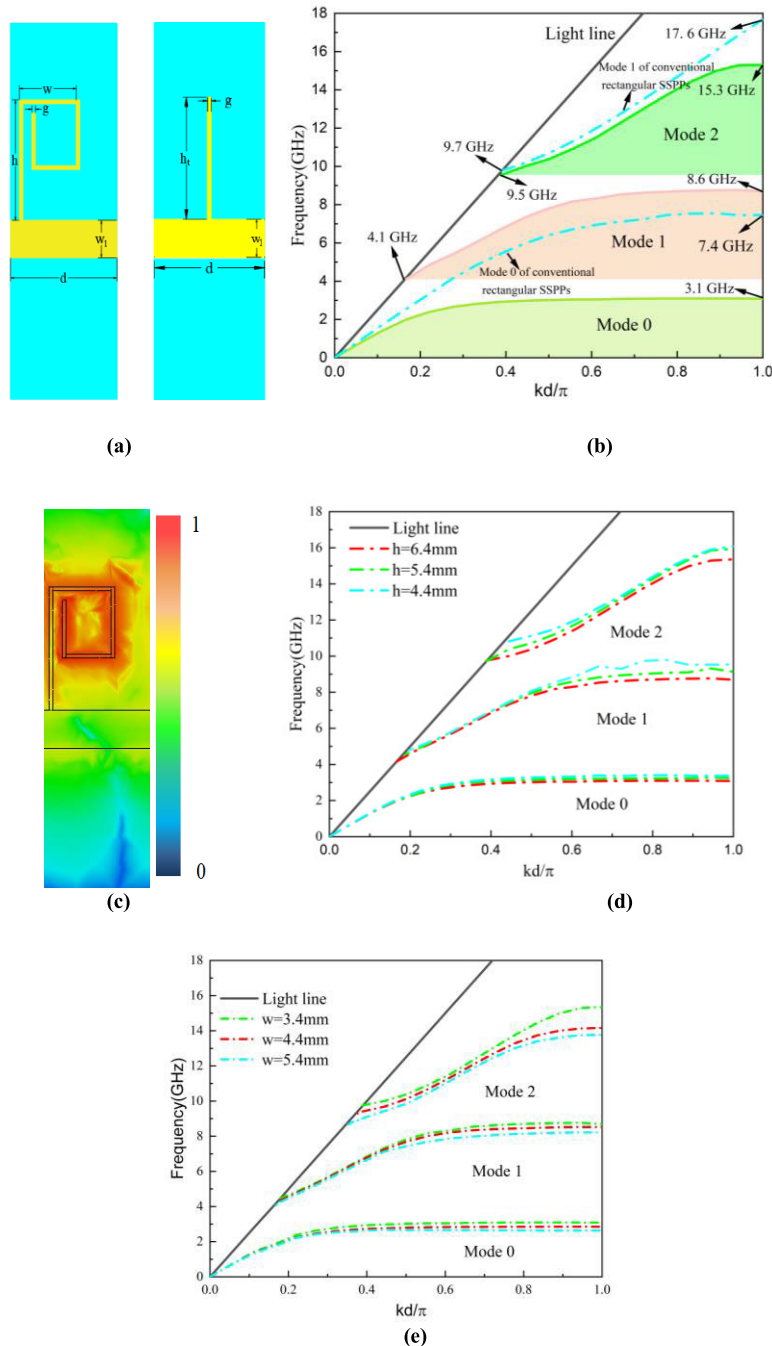 w
g
h
w1
d
g
ht
w1
d
(a)
18
16
14
12
10
8
6
4
2
0
Frequency(GHz)
Light line
17. 6 GHz
Mode 1 of conventional
rectangular SSPPs
15.3 GHz
Mode 2
9.7 GHz
9.5 GHz
8.6 GHz
4.1 GHz
Mode 1
7.4 GHz
Mode 0 of conventional
rectangular SSPPs
3.1 GHz
Mode 0
0.0 0.2 0.4 0.6 0.8 1.0
kd/π
(b)
1
0
(c)
18
16
14
12
10
8
6
4
2
0
Frequency(GHz)
Light line
h=6.4mm
h=5.4mm
h=4.4mm
Mode 2
Mode 1
Mode 0
0.0 0.2 0.4 0.6 0.8 1.0
kd/π
(d)
18
16
14
12
10
8
6
4
2
0
Frequency(GHz)
Light line
w=3.4mm
w=4.4mm
w=5.4mm
Mode 2
Mode 1
Mode 0
0.0 0.2 0.4 0.6 0.8 1.0
kd/π
(e)